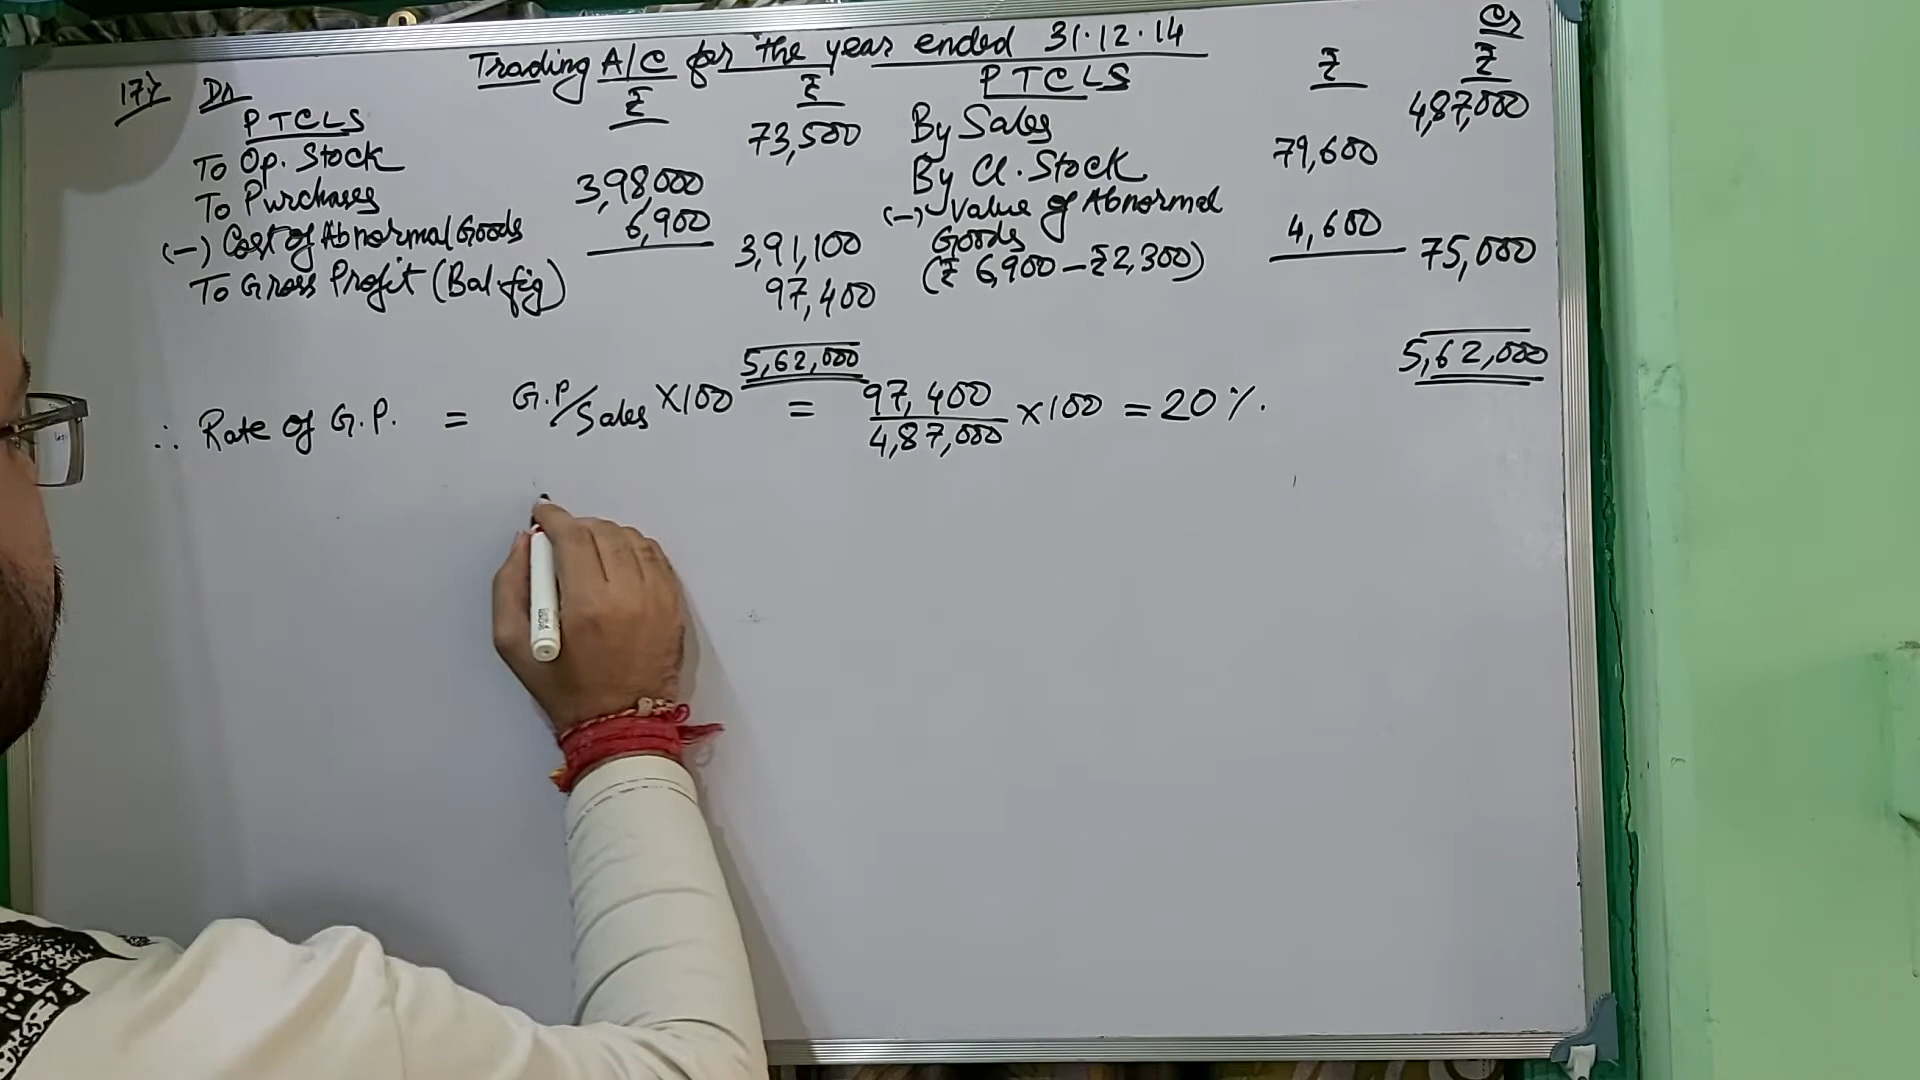 Trading A/C for the year ended 31.12.14
17) Dr Cr
PTCLS ₹ ₹ PTCLS ₹ ₹
To Op. Stock 73,500 By Sales 4,87,000
To Purchases 3,98,000 By Cl. Stock 79,600
(-) Cost of Abnormal Goods 6,900 3,91,100 (-) Value of Abnormal
Goods 4,600 75,000
To Gross Profit (Bal. fig) 97,400 (₹ 6,900 - ₹2,300)
5,62,000 5,62,000
∴ Rate of G.P. = G.P/Sales ×100 = 97,400/4,87,000 ×100 = 20%.